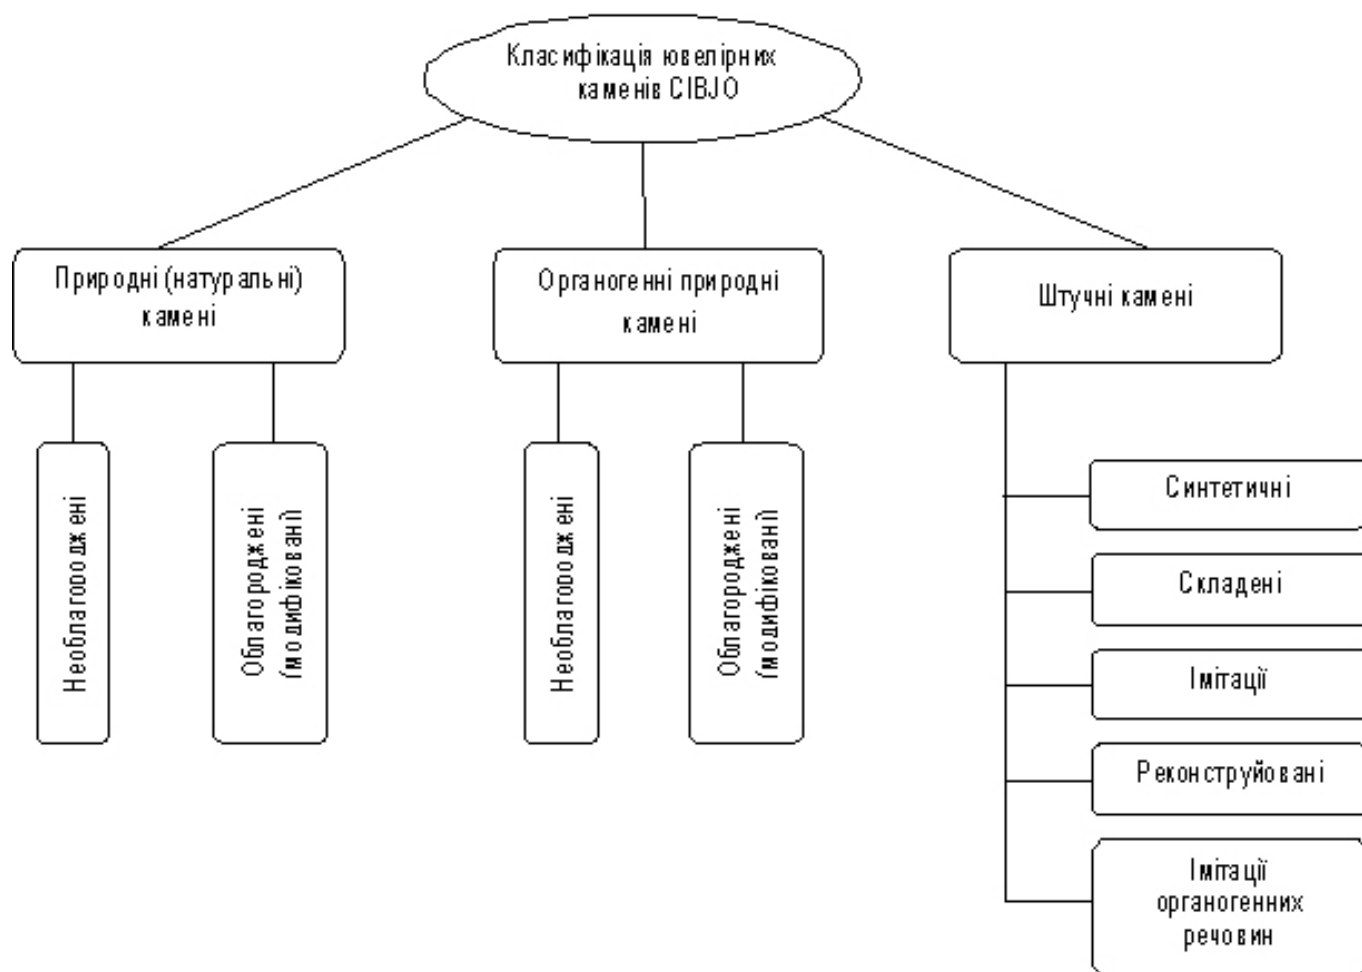 Класифікація ювелірних
каменів CIBJO
Природні (натуральні)
камені
Органогенні природні
камені
Штучні камені
Необлагороджені
Облагороджені
(модифіковані)
Необлагороджені
Облагороджені
(модифіковані)
Синтетичні
Складені
Імітації
Реконструйовані
Імітації
органогенних
речовин